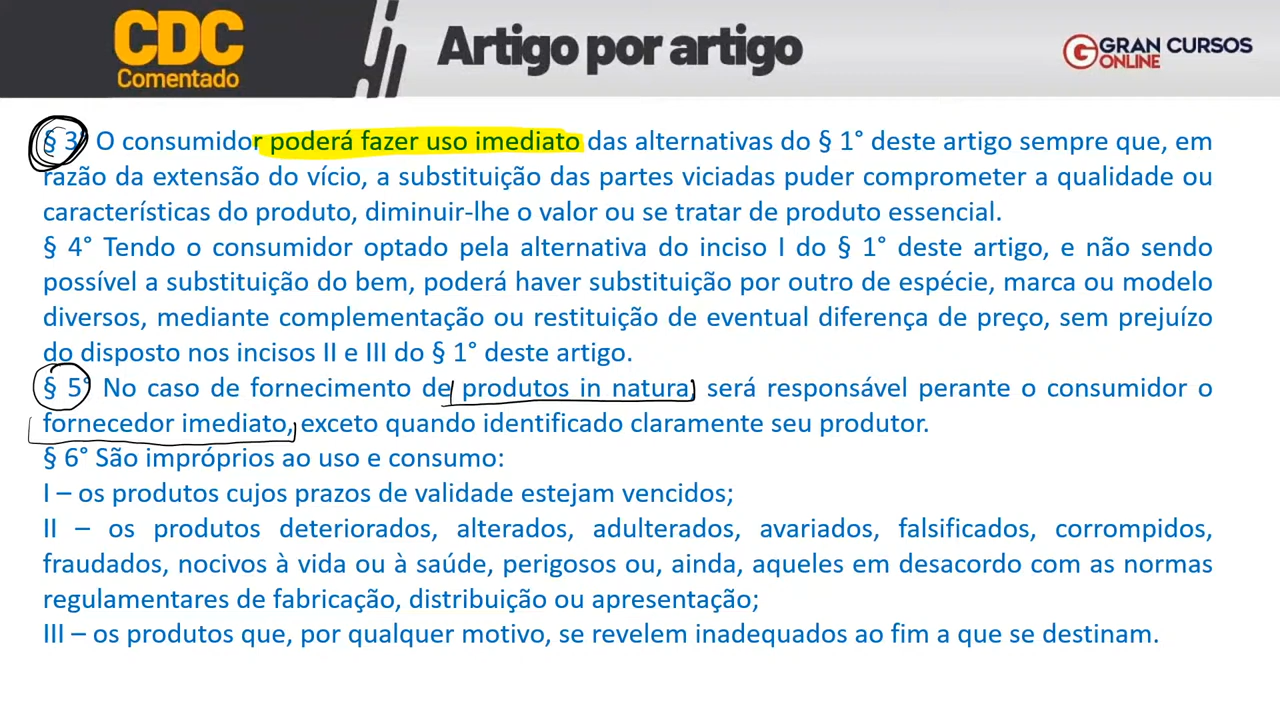 CDC
Comentado
Artigo por artigo
G GRAN CURSOS
ONLINE
§ 3° O consumidor poderá fazer uso imediato das alternativas do § 1° deste artigo sempre que, em
razão da extensão do vício, a substituição das partes viciadas puder comprometer a qualidade ou
características do produto, diminuir-lhe o valor ou se tratar de produto essencial.
§ 4° Tendo o consumidor optado pela alternativa do inciso I do § 1° deste artigo, e não sendo
possível a substituição do bem, poderá haver substituição por outro de espécie, marca ou modelo
diversos, mediante complementação ou restituição de eventual diferença de preço, sem prejuízo
do disposto nos incisos II e III do § 1° deste artigo.
§ 5° No caso de fornecimento de produtos in natura, será responsável perante o consumidor o
fornecedor imediato, exceto quando identificado claramente seu produtor.
§ 6° São impróprios ao uso e consumo:
I – os produtos cujos prazos de validade estejam vencidos;
II – os produtos deteriorados, alterados, adulterados, avariados, falsificados, corrompidos,
fraudados, nocivos à vida ou à saúde, perigosos ou, ainda, aqueles em desacordo com as normas
regulamentares de fabricação, distribuição ou apresentação;
III – os produtos que, por qualquer motivo, se revelem inadequados ao fim a que se destinam.